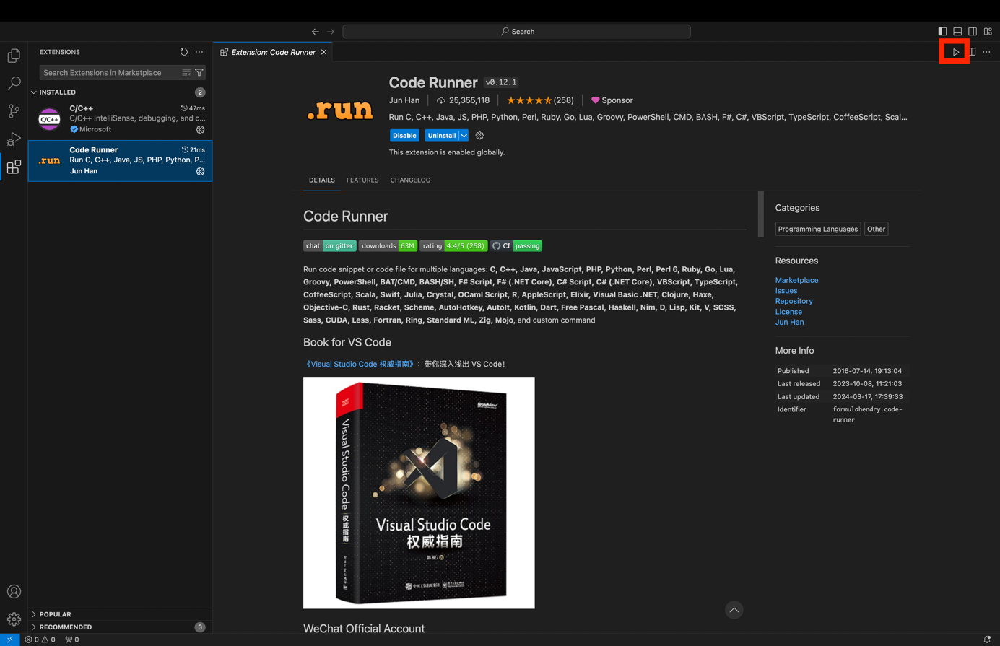 Search
EXTENSIONS
Extension: Code Runner
Search Extensions in Marketplace
INSTALLED
2
C/C++
47ms
C/C++ IntelliSense, debugging, and c...
Microsoft
C/C++
Code Runner
21ms
Run C, C++, Java, JS, PHP, Python, P...
Jun Han
.run
POPULAR
RECOMMENDED
3
.run
Code Runner
v0.12.1
Jun Han
25,355,118
(258)
Sponsor
Run C, C++, Java, JS, PHP, Python, Perl, Ruby, Go, Lua, Groovy, PowerShell, CMD, BASH, F#, C#, VBScript, TypeScript, CoffeeScript, Scal...
Disable
Uninstall
This extension is enabled globally.
DETAILS
FEATURES
CHANGELOG
Code Runner
chat on gitter
downloads 63M
rating 4.4/5 (258)
CI passing
Run code snippet or code file for multiple languages: C, C++, Java, JavaScript, PHP, Python, Perl, Perl 6, Ruby, Go, Lua,
Groovy, PowerShell, BAT/CMD, BASH/SH, F# Script, F# (.NET Core), C# Script, C# (.NET Core), VBScript, TypeScript,
CoffeeScript, Scala, Swift, Julia, Crystal, OCaml Script, R, AppleScript, Elixir, Visual Basic .NET, Clojure, Haxe,
Objective-C, Rust, Racket, Scheme, AutoHotkey, AutoIt, Kotlin, Dart, Free Pascal, Haskell, Nim, D, Lisp, Kit, V, SCSS,
Sass, CUDA, Less, Fortran, Ring, Standard ML, Zig, Mojo, and custom command
Book for VS Code
《Visual Studio Code 权威指南》：带你深入浅出 VS Code！
Broadview
Visual Studio Code 权威指南
Visual Studio Code
权威指南
WeChat Official Account
Categories
Programming Languages
Other
Resources
Marketplace
Issues
Repository
License
Jun Han
More Info
Published 2016-07-14, 19:13:04
Last released 2023-10-08, 11:21:03
Last updated 2024-03-17, 17:39:33
Identifier formulahendry.code-
runner
0 0 0